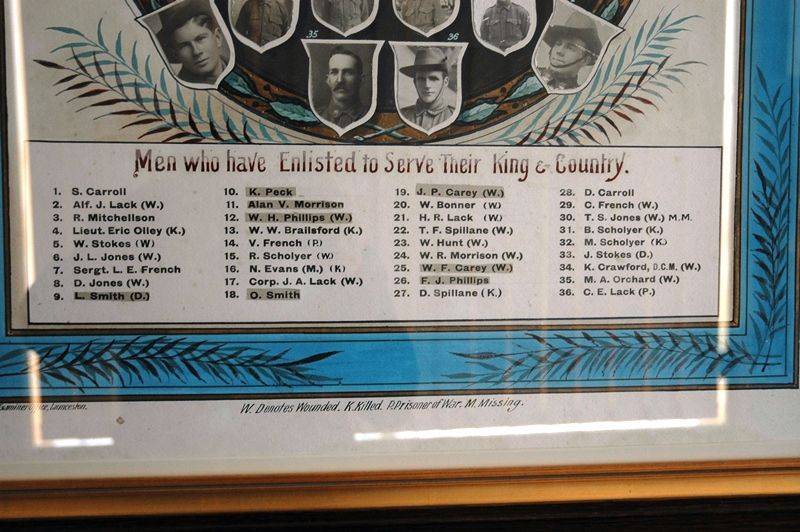 35
36
Men who have Enlisted to Serve Their King & Country.
1. S. Carroll
2. Alf. J. Lack (W.)
3. R. Mitchellson
4. Lieut. Eric Olley (K.)
5. W. Stokes (W)
6. J. L. Jones (W.)
7. Sergt. L. E. French
8. D. Jones (W.)
9. L. Smith (D.)
10. K. Peck
11. Alan V. Morrison
12. W. H. Phillips (W.)
13. W. W. Brailsford (K.)
14. V. French (P.)
15. R. Scholyer (W)
16. N. Evans (M.) (K)
17. Corp. J. A. Lack (W.)
18. O. Smith
19. J. P. Carey (W.)
20. W. Bonner (W.)
21. H. R. Lack (W.)
22. T. F. Spillane (W.)
23. W. Hunt (W.)
24. W. R. Morrison (W.)
25. W. F. Carey (W.)
26. F. J. Phillips
27. D. Spillane (K.)
28. D. Carroll
29. C. French (W.)
30. T. S. Jones (W.) M.M.
31. B. Scholyer (K.)
32. M. Scholyer (K.)
33. J. Stokes (D.)
34. K. Crawford, D.C.M. (W.)
35. M. A. Orchard (W.)
36. C. E. Lack (P.)
Office, Launceston.
W. Denotes Wounded. K. Killed. P. Prisoner of War. M. Missing.